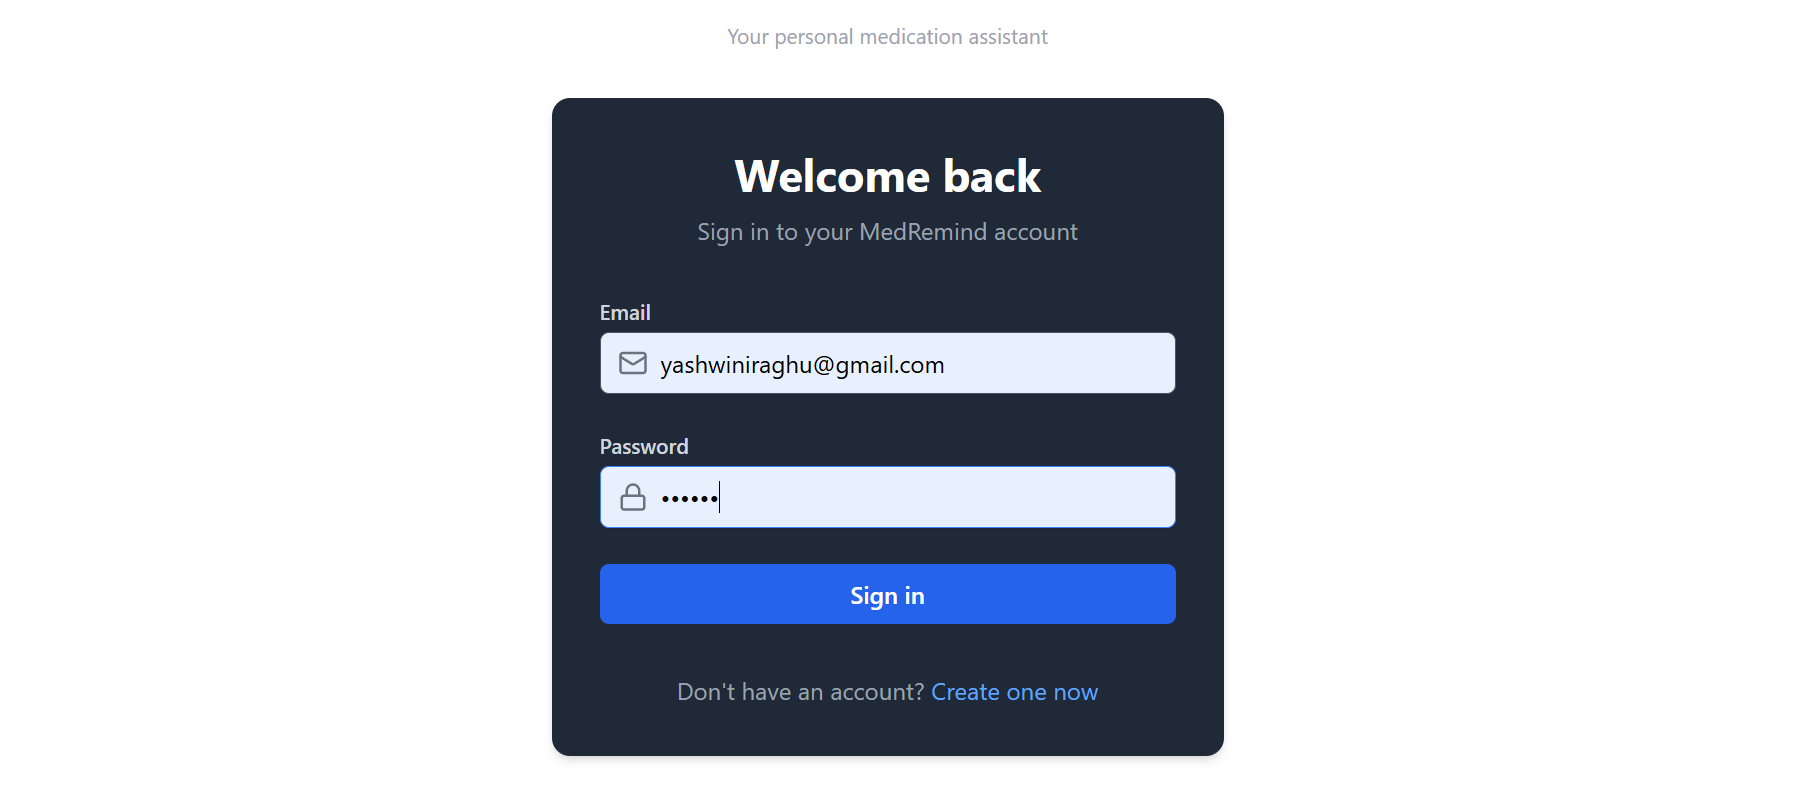 Your personal medication assistant
Welcome back
Sign in to your MedRemind account
Email
yashwiniraghu@gmail.com
Password
••••••
Sign in
Don't have an account? Create one now